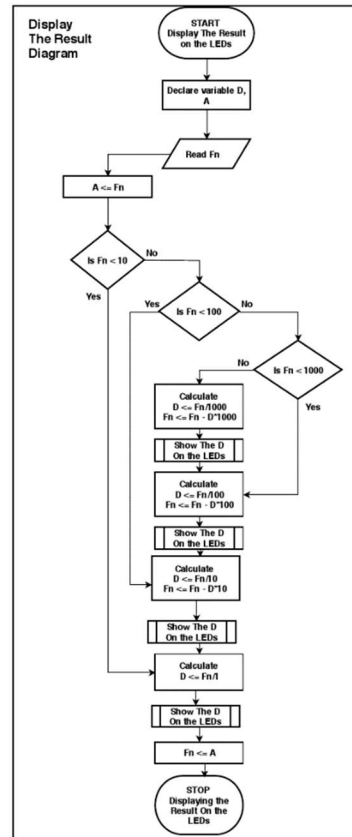 Display
The Result
Diagram
START
Display The Result
on the LEDs
Declare variable D,
A
Read Fn
A <= Fn
Is Fn < 10
No
Yes
Is Fn < 100
Yes
No
Is Fn < 1000
No
Yes
Calculate
D <= Fn/1000
Fn <= Fn - D*1000
Show The D
On the LEDs
Calculate
D <= Fn/100
Fn <= Fn - D*100
Show The D
On the LEDs
Calculate
D <= Fn/10
Fn <= Fn - D*10
Show The D
On the LEDs
Calculate
D <= Fn/I
Show The D
On the LEDs
Fn <= A
STOP
Displaying the
Result On the
LEDs